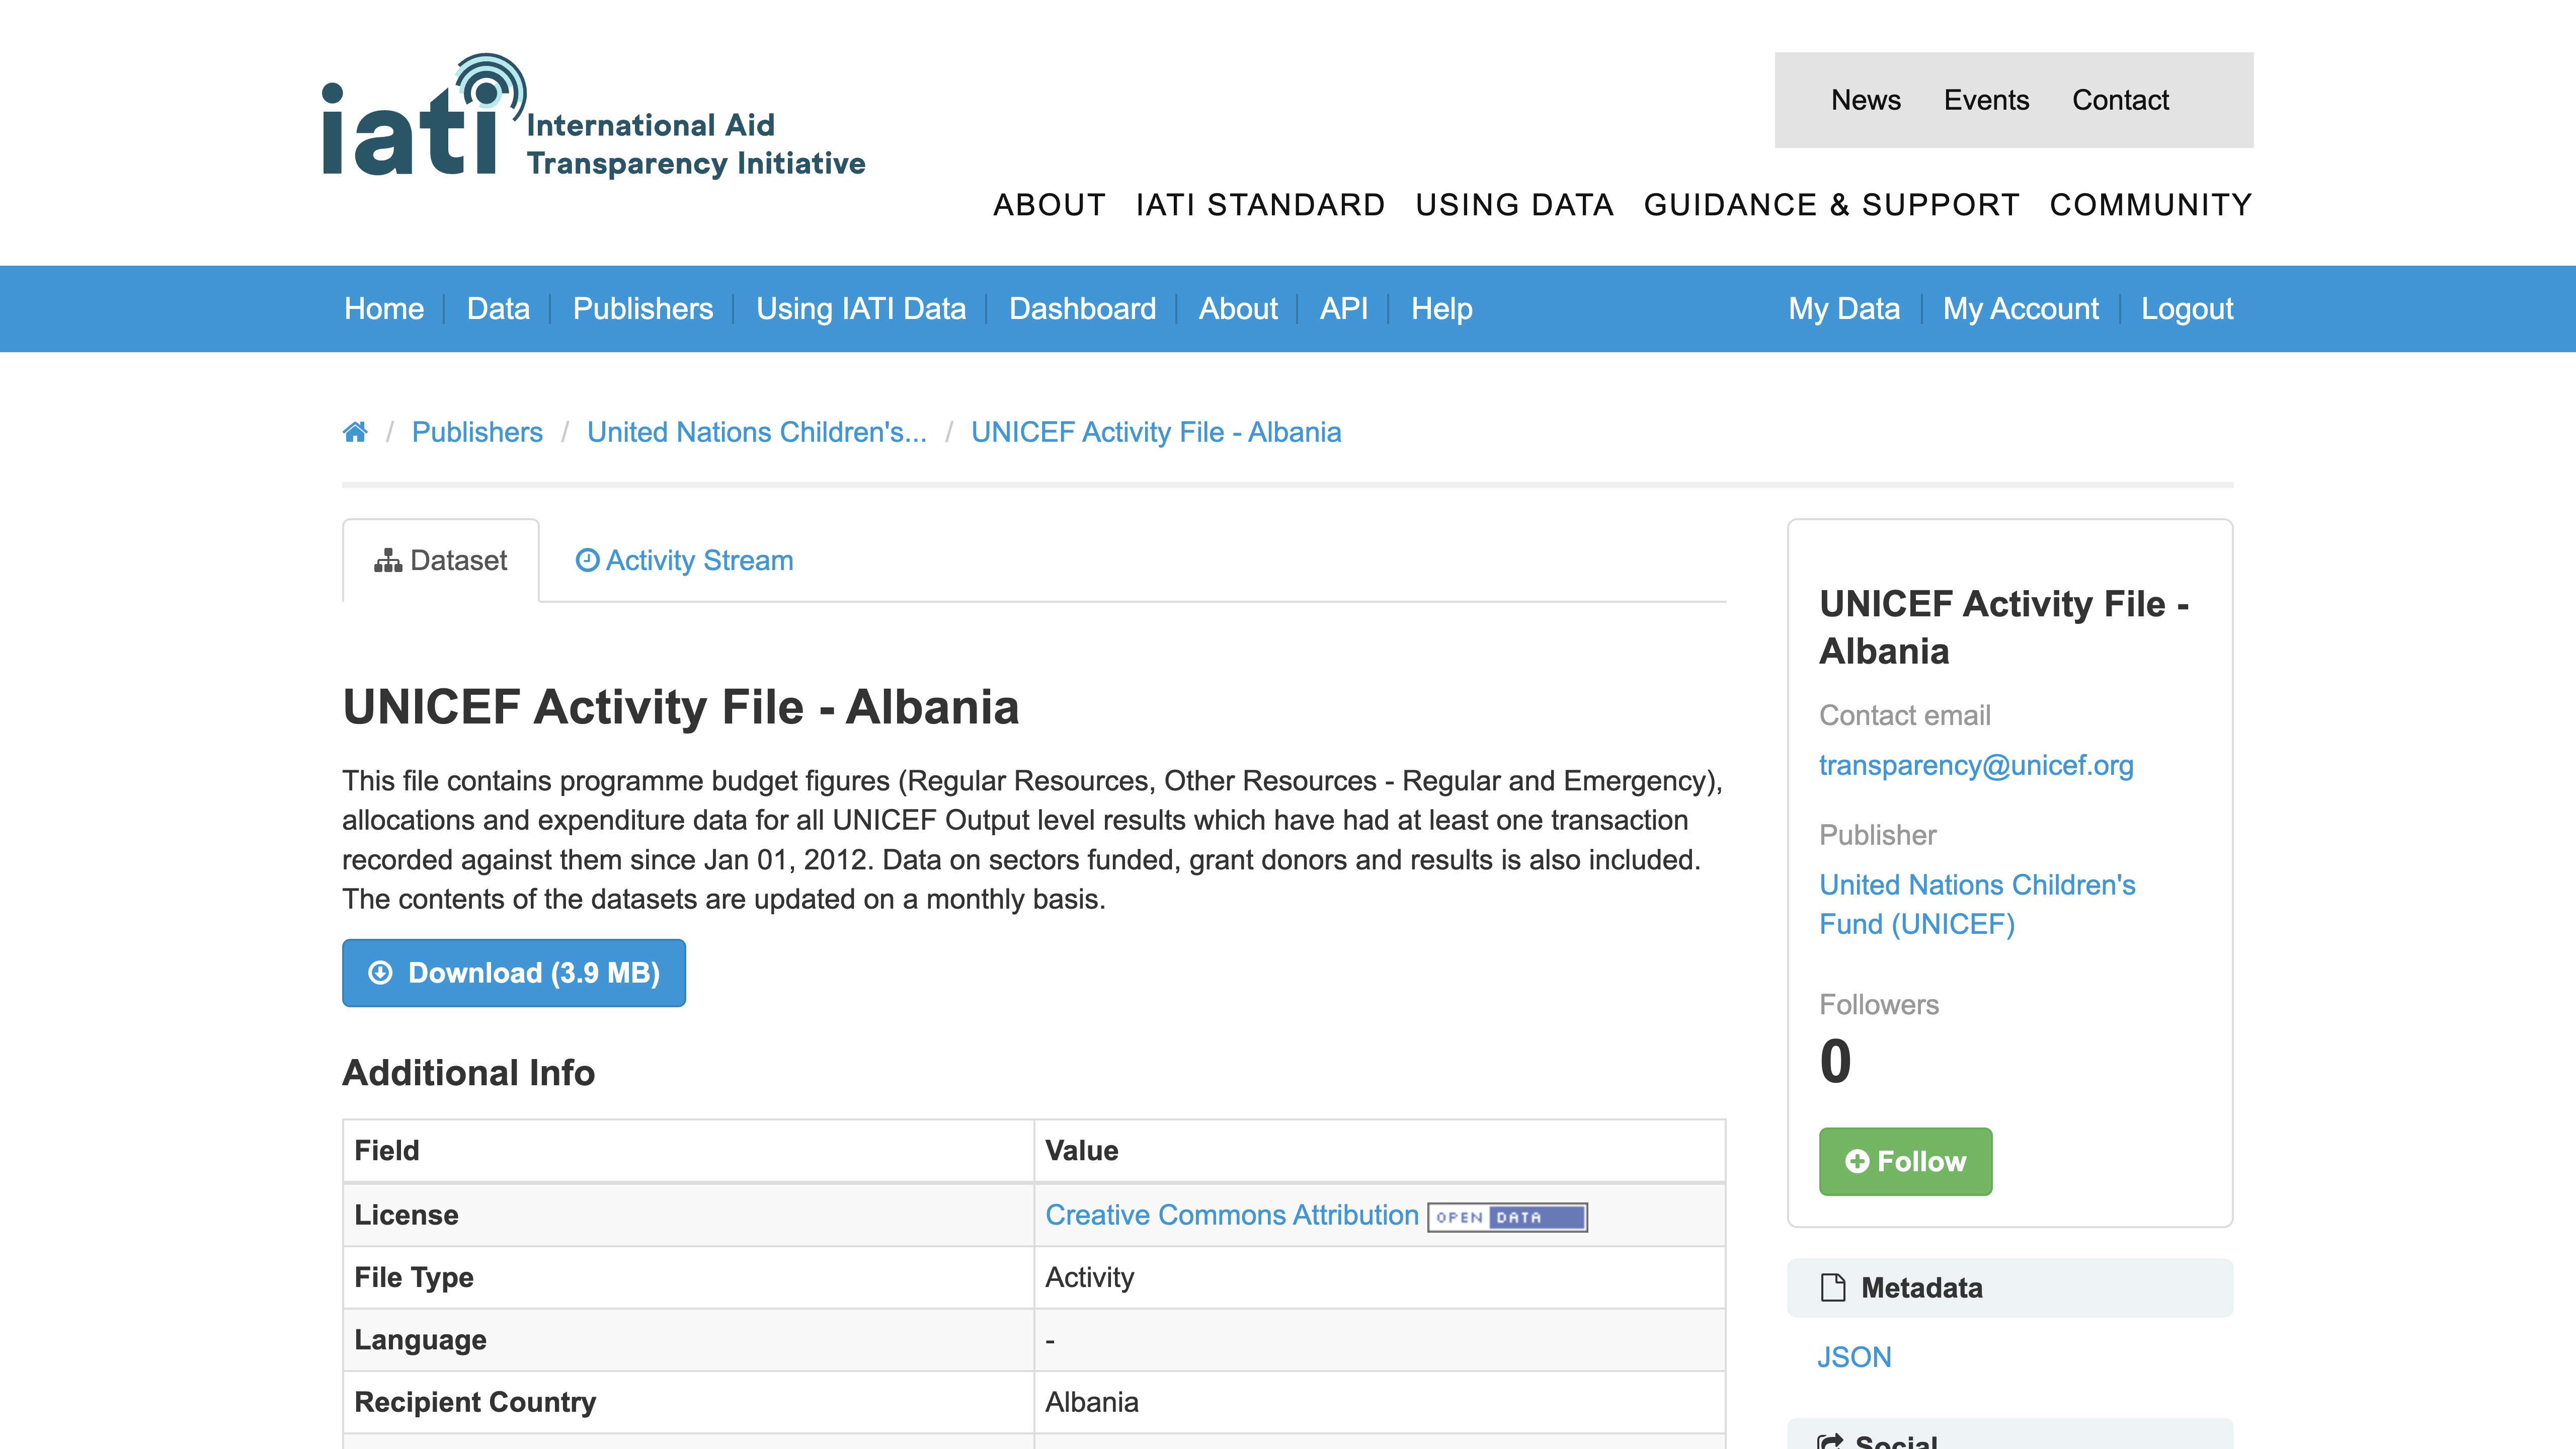 iati International Aid
Transparency Initiative
News Events Contact
ABOUT IATI STANDARD USING DATA GUIDANCE & SUPPORT COMMUNITY
Home Data Publishers Using IATI Data Dashboard About API Help My Data My Account Logout
/ Publishers / United Nations Children's... / UNICEF Activity File - Albania
Dataset Activity Stream
UNICEF Activity File - Albania
This file contains programme budget figures (Regular Resources, Other Resources - Regular and Emergency),
allocations and expenditure data for all UNICEF Output level results which have had at least one transaction
recorded against them since Jan 01, 2012. Data on sectors funded, grant donors and results is also included.
The contents of the datasets are updated on a monthly basis.
Download (3.9 MB)
Additional Info
Field Value
License Creative Commons Attribution OPEN DATA
File Type Activity
Language -
Recipient Country Albania
UNICEF Activity File -
Albania
Contact email
transparency@unicef.org
Publisher
United Nations Children's
Fund (UNICEF)
Followers
0
Follow
Metadata
JSON
Social